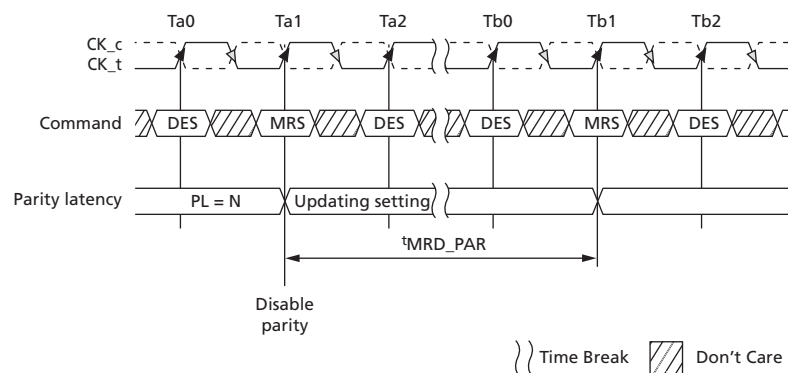 Ta0 Ta1 Ta2 Tb0 Tb1 Tb2
CK_c
CK_t
Command DES MRS DES DES MRS DES
Parity latency PL = N Updating setting
tMRD_PAR
Disable
parity
Time Break Don't Care